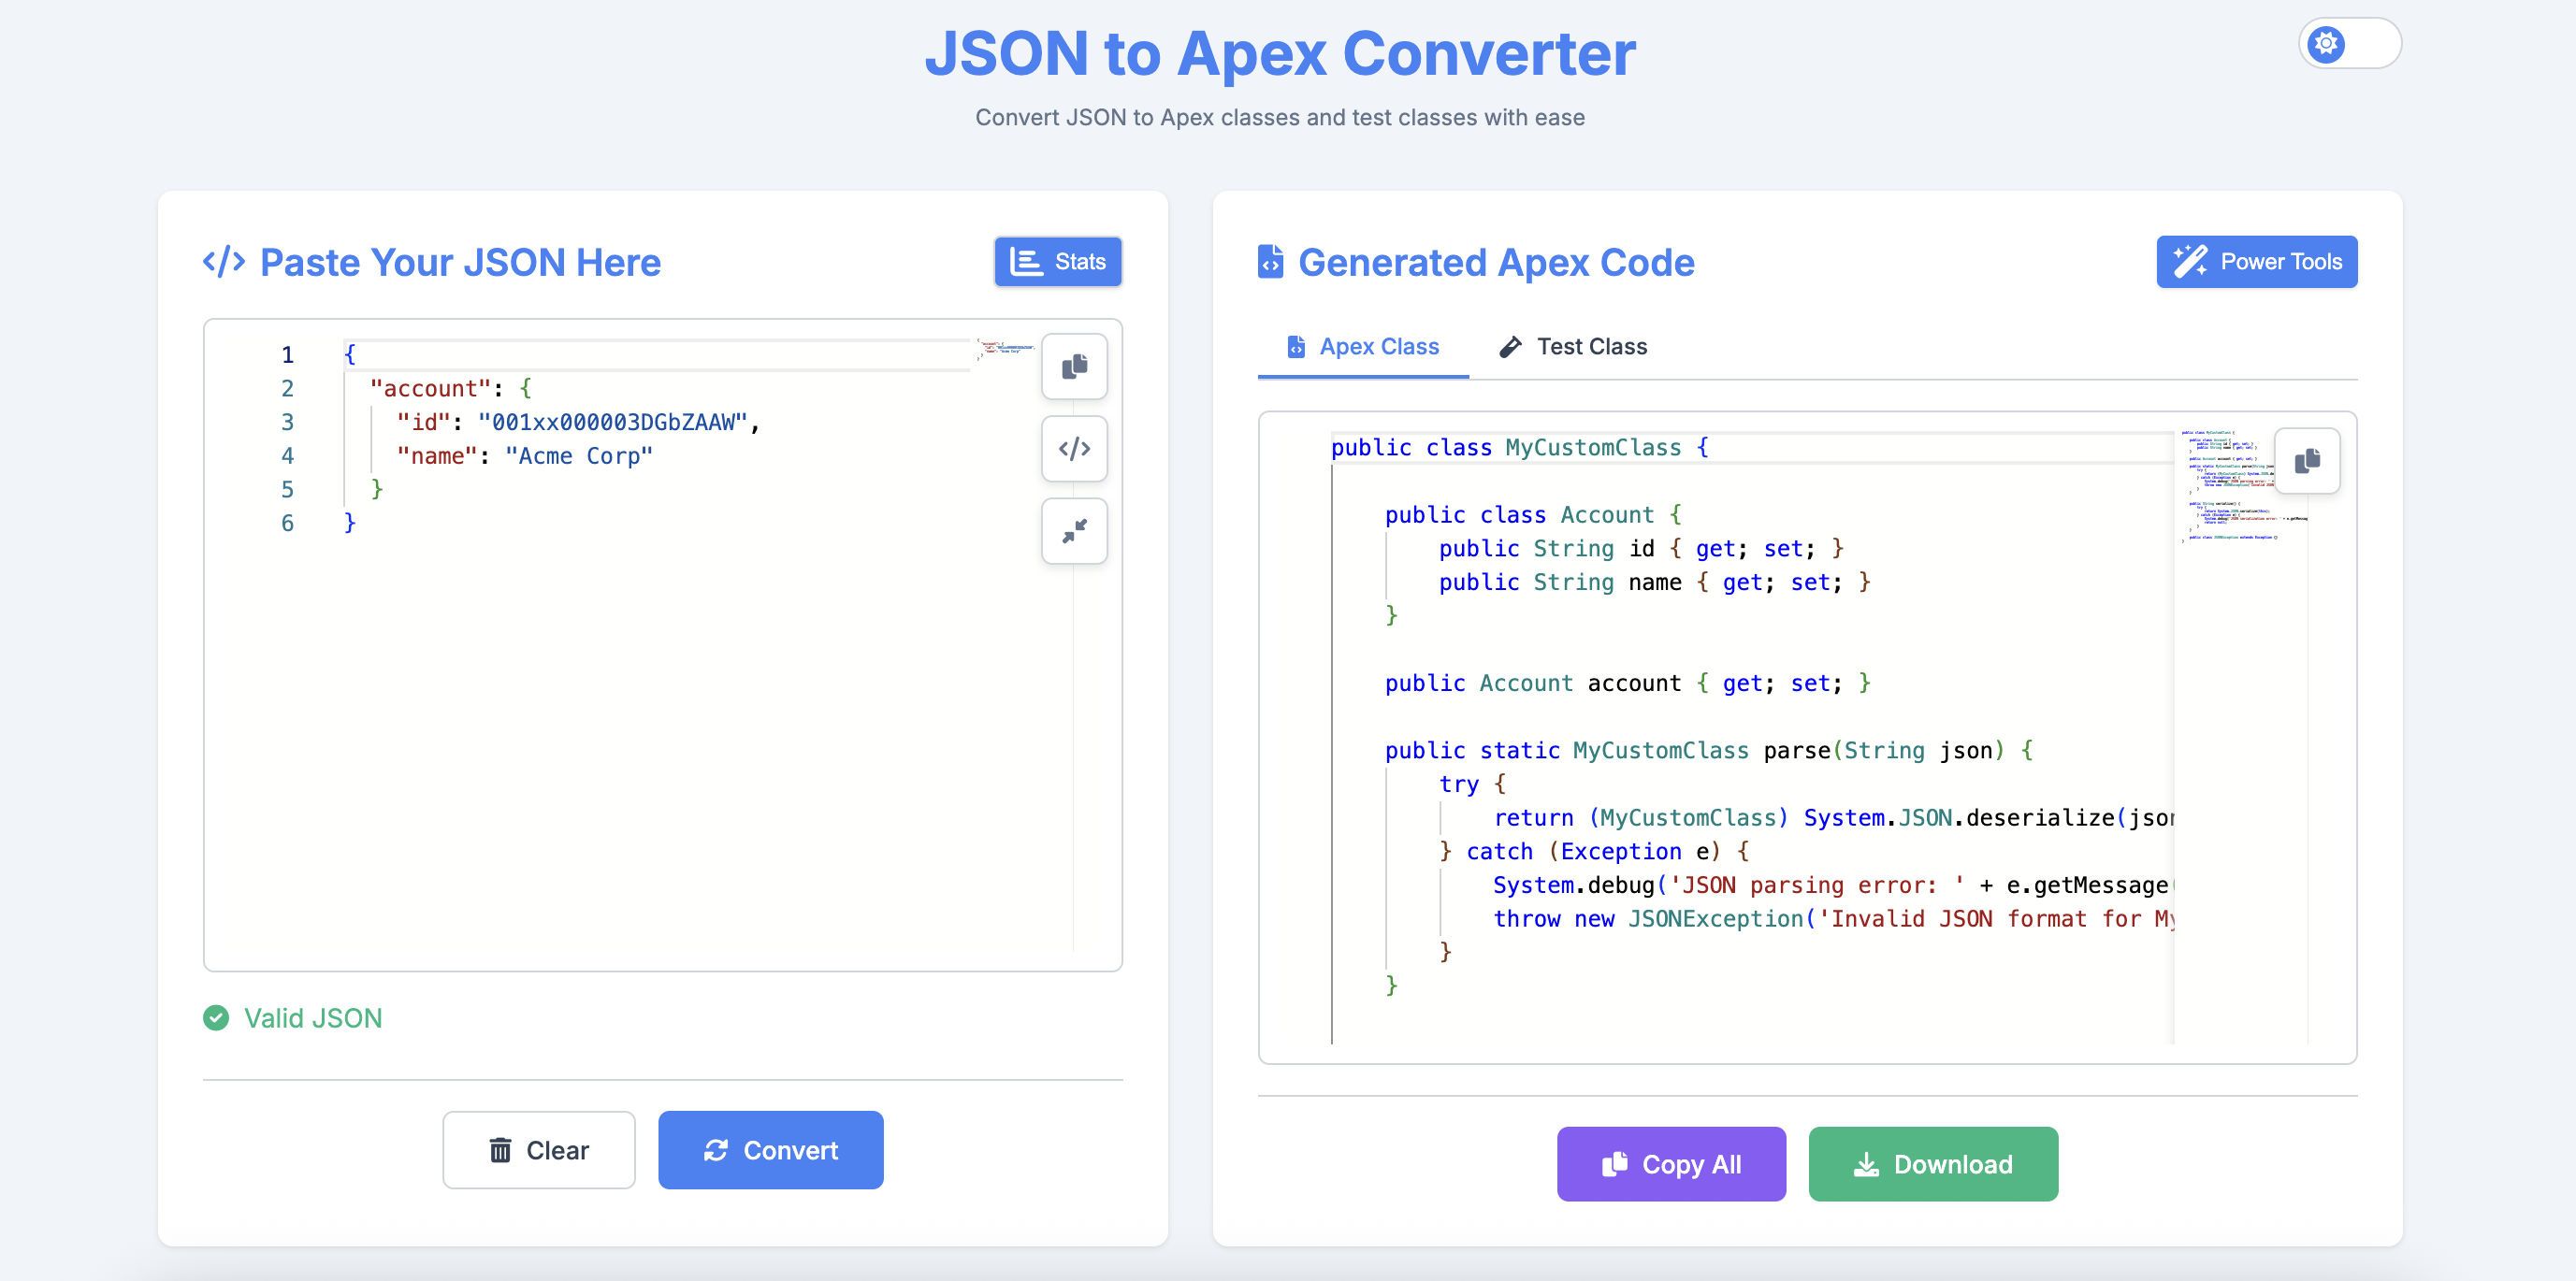 JSON to Apex Converter
Convert JSON to Apex classes and test classes with ease
</> Paste Your JSON Here
Stats
1 {
2 "account": {
3 "id": "001xx000003DGbZAAW",
4 "name": "Acme Corp"
5 }
6 }
Valid JSON
Clear
Convert
Generated Apex Code
Power Tools
Apex Class
Test Class
public class MyCustomClass {
public class Account {
public String id { get; set; }
public String name { get; set; }
}
public Account account { get; set; }
public static MyCustomClass parse(String json) {
try {
return (MyCustomClass) System.JSON.deserialize(json
} catch (Exception e) {
System.debug('JSON parsing error: ' + e.getMessage(
throw new JSONException('Invalid JSON format for My
}
}
Copy All
Download